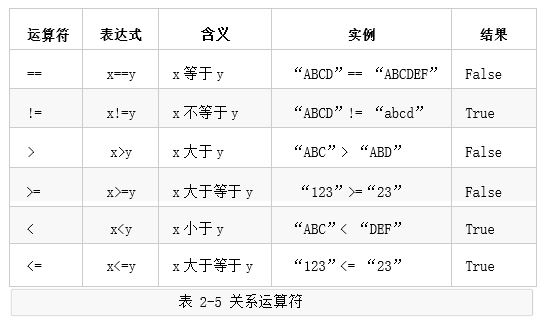 运算符 表达式 含义 实例 结果
== x==y x 等于 y “ABCD”== “ABCDEF” False
!= x!=y x 不等于 y “ABCD”!= “abcd” True
> x>y x 大于 y “ABC”> “ABD” False
>= x>=y x 大于等于 y “123”>=“23” False
< x<y x 小于 y “ABC”< “DEF” True
<= x<=y x 大于等于 y “123”<= “23” True
表 2-5 关系运算符